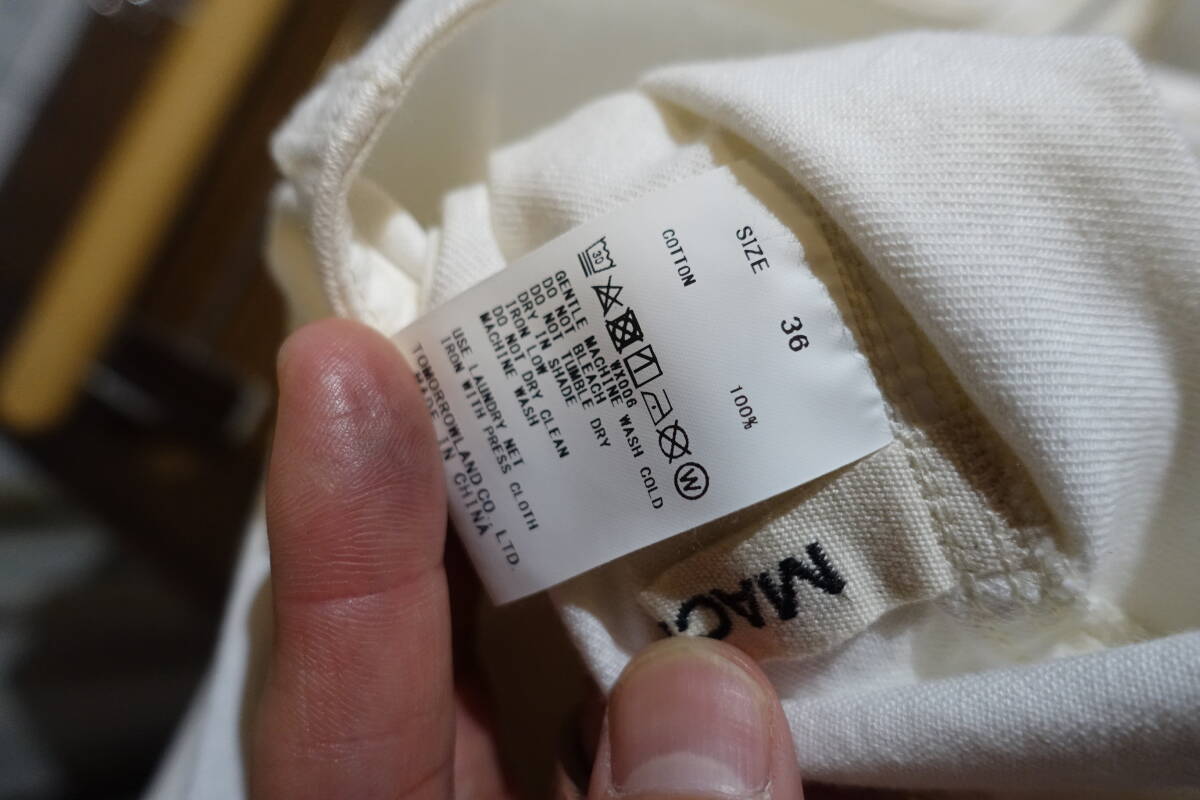 SIZE 36
COTTON 100%
30
W
WX006
GENTLE MACHINE WASH COLD
DO NOT BLEACH
DO NOT TUMBLE DRY
DRY IN SHADE
IRON LOW
DO NOT DRY CLEAN
MACHINE WASH
USE LAUNDRY NET
IRON WITH PRESS CLOTH
TOMORROWLAND CO., LTD.
MADE IN CHINA